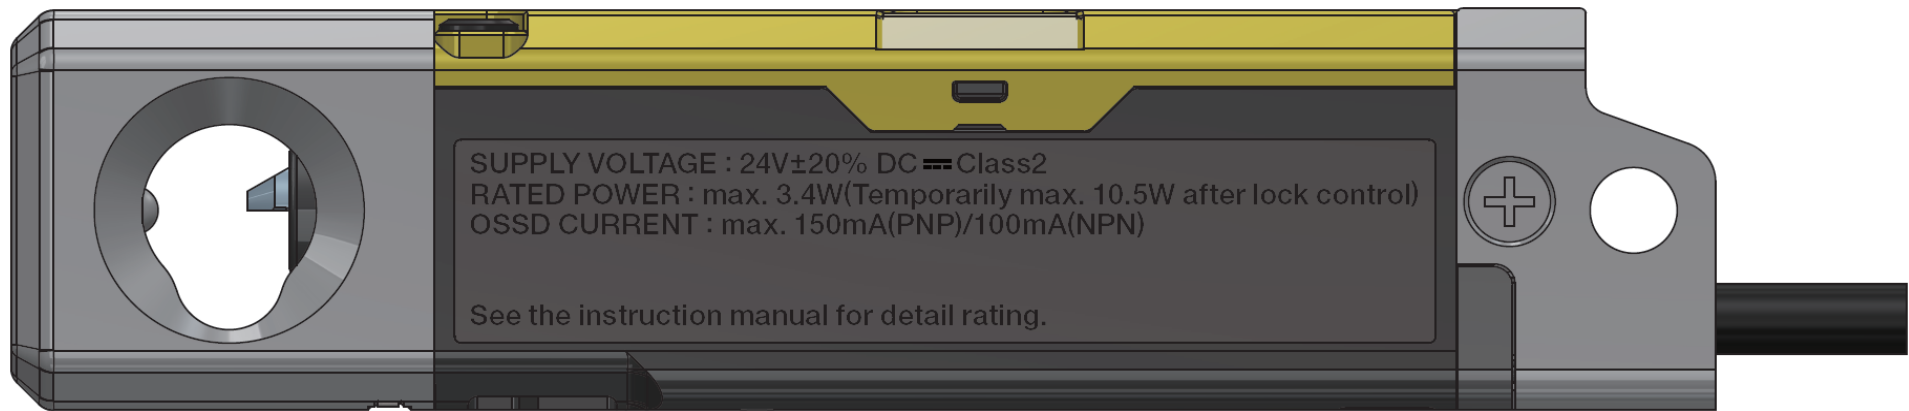 SUPPLY VOLTAGE : 24V±20% DC ⎓ Class2
RATED POWER : max. 3.4W(Temporarily max. 10.5W after lock control)
OSSD CURRENT : max. 150mA(PNP)/100mA(NPN)
See the instruction manual for detail rating.